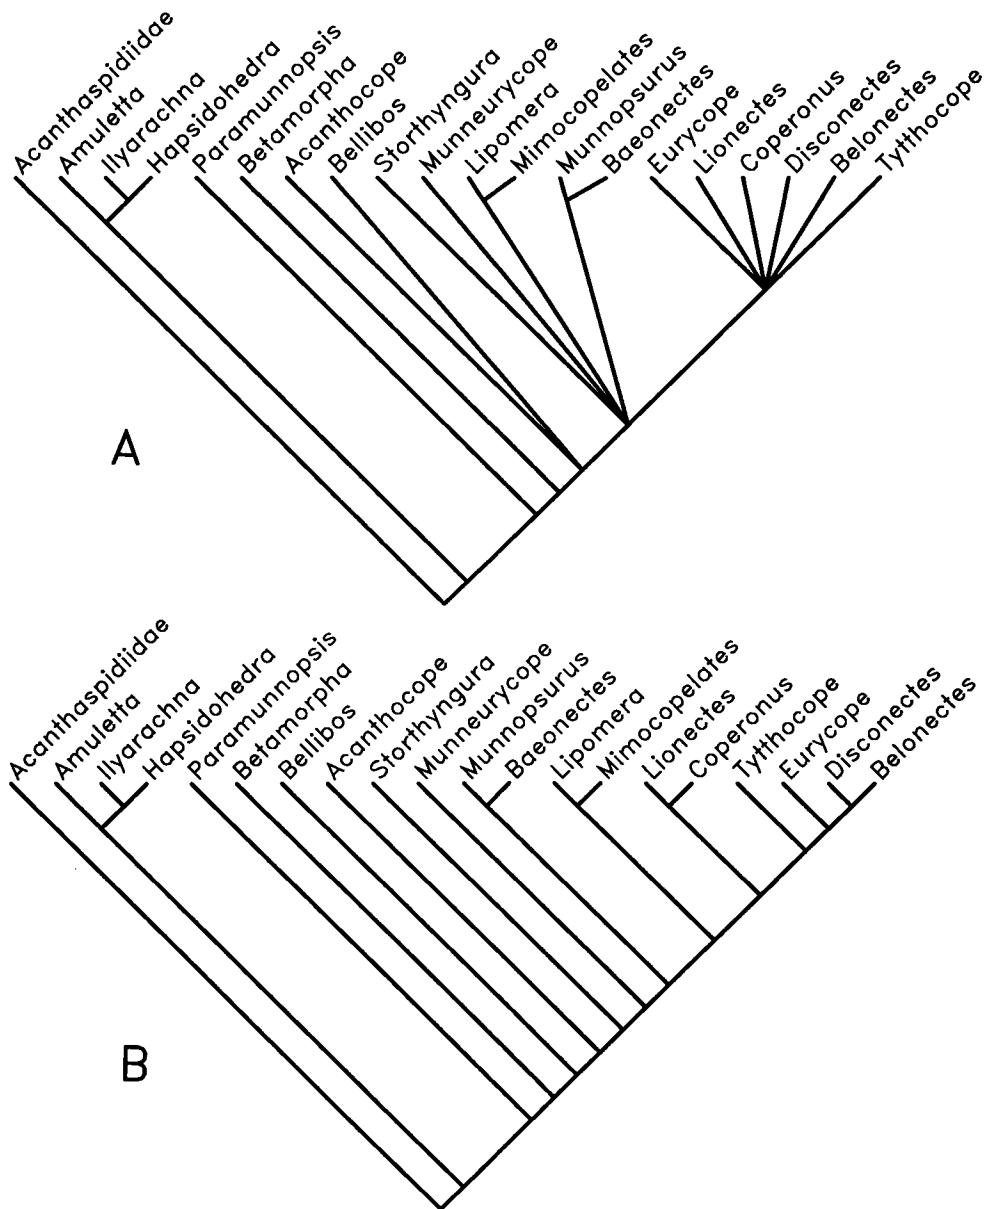 Acanthaspidiidae
Amuletta
Ilyarachna
Hapsidohedra
Paramunnopsis
Betamorpha
Acanthocope
Bellibos
Storthyngura
Munneurycope
Lipomera
Mimocopelates
Munnopsurus
Baeonectes
Eurycope
Lionectes
Coperonus
Disconectes
Belonectes
Tytthocope
A
Acanthaspidiidae
Amuletta
Ilyarachna
Hapsidohedra
Paramunnopsis
Betamorpha
Bellibos
Acanthocope
Storthyngura
Munneurycope
Munnopsurus
Baeonectes
Lipomera
Mimocopelates
Lionectes
Coperonus
Tytthocope
Eurycope
Disconectes
Belonectes
B